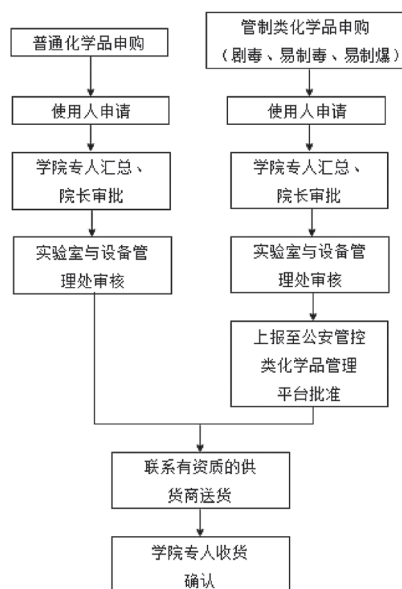 普通化学品申购
使用人申请
学院专人汇总、
院长审批
实验室与设备管
理处审核
管制类化学品申购
（剧毒、易制毒、易制爆）
使用人申请
学院专人汇总、
院长审批
实验室与设备管
理处审核
上报至公安管控
类化学品管理
平台批准
联系有资质的供
货商送货
学院专人收货
确认